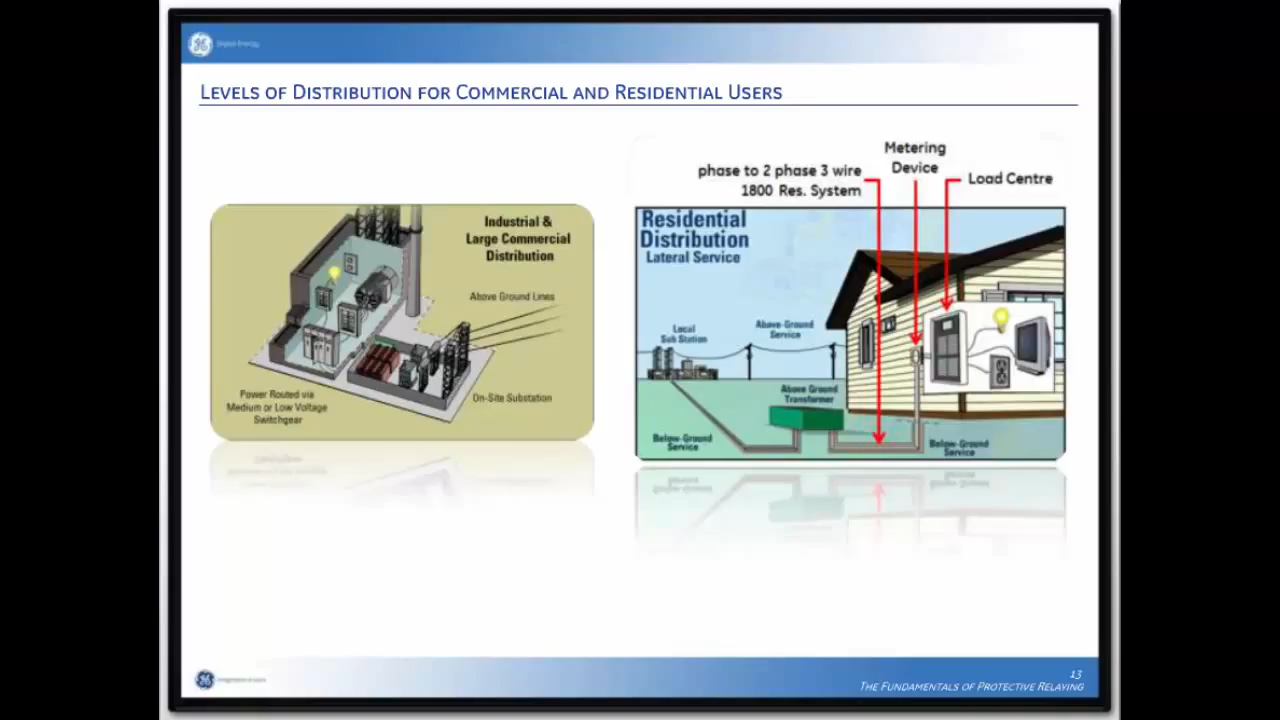 Digital Energy
LEVELS OF DISTRIBUTION FOR COMMERCIAL AND RESIDENTIAL USERS
Industrial &
Large Commercial
Distribution
Above Ground Lines
On-Site Substation
Power Routed via
Medium or Low Voltage
Switchgear
phase to 2 phase 3 wire
1800 Res. System
Metering
Device
Load Centre
Residential
Distribution
Lateral Service
Local
Sub Station
Above-Ground
Service
Above Ground
Transformer
Below-Ground
Service
Below-Ground
Service
13
THE FUNDAMENTALS OF PROTECTIVE RELAYING